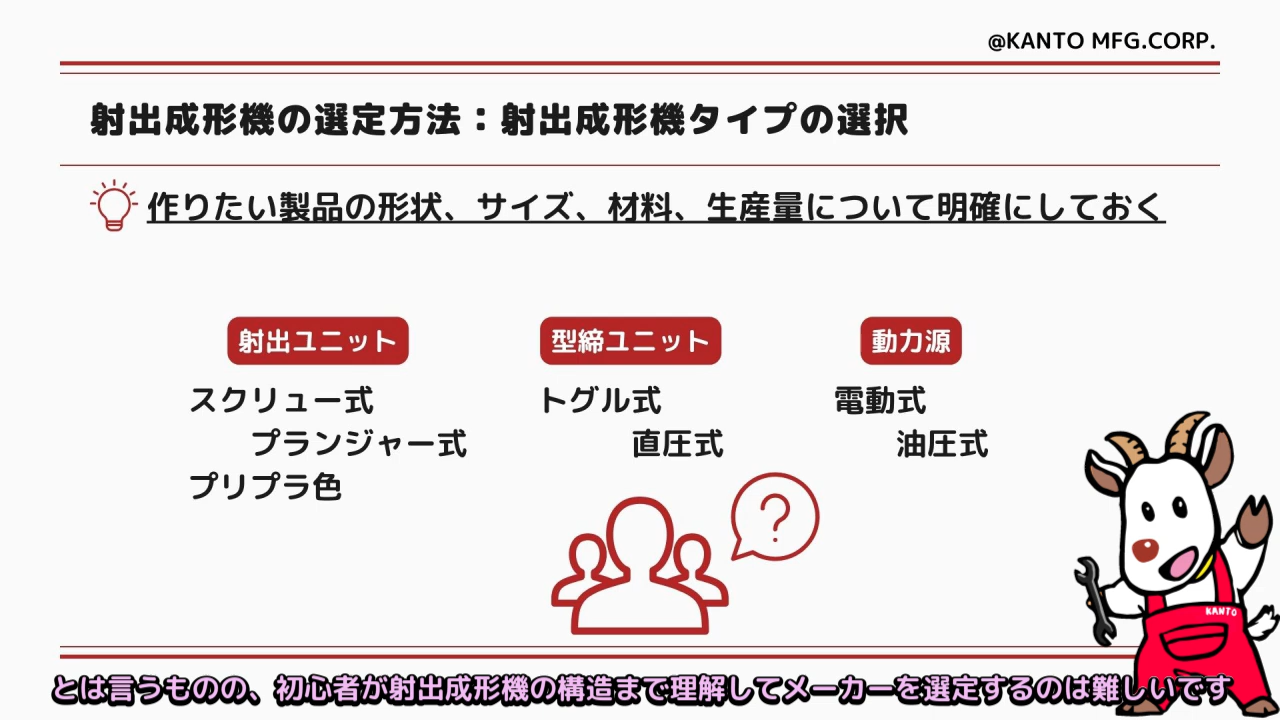 @KANTO MFG.CORP.
射出成形機の選定方法：射出成形機タイプの選択
作りたい製品の形状、サイズ、材料、生産量について明確にしておく
射出ユニット
スクリュー式
プランジャー式
プリプラ色
型締ユニット
トグル式
直圧式
動力源
電動式
油圧式
?
KANTO
とは言うものの、初心者が射出成形機の構造まで理解してメーカーを選定するのは難しいです